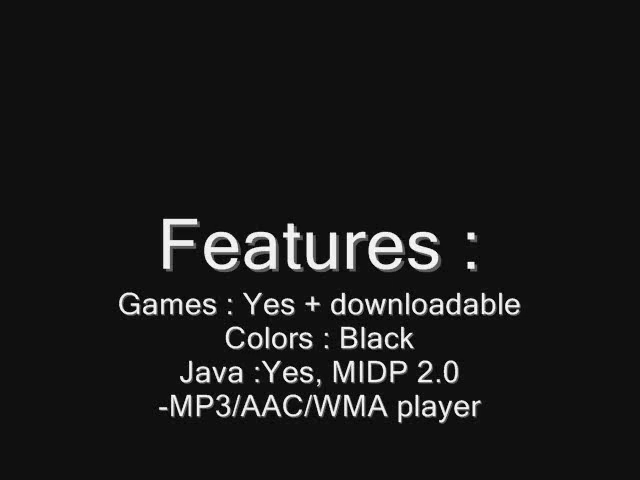 Features :
Games : Yes + downloadable
Colors : Black
Java :Yes, MIDP 2.0
-MP3/AAC/WMA player